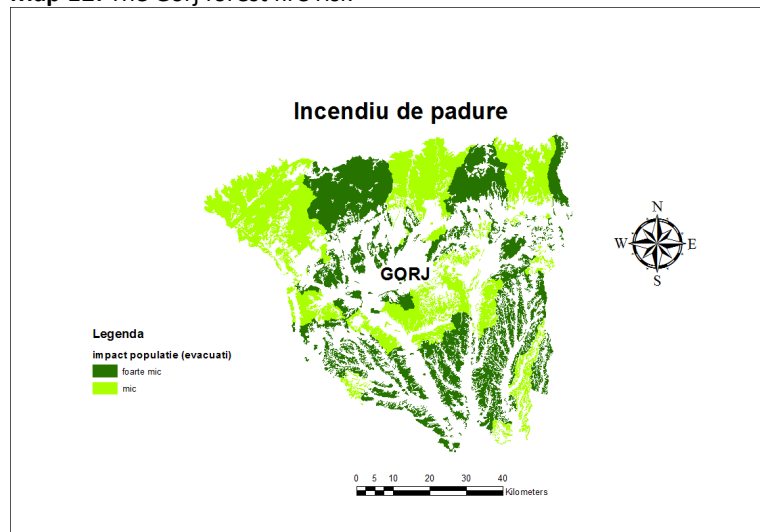 Incendiu de padure
N
W E
S
GORJ
Legenda
impact populatie (evacuati)
foarte mic
mic
0 5 10 20 30 40
Kilometers